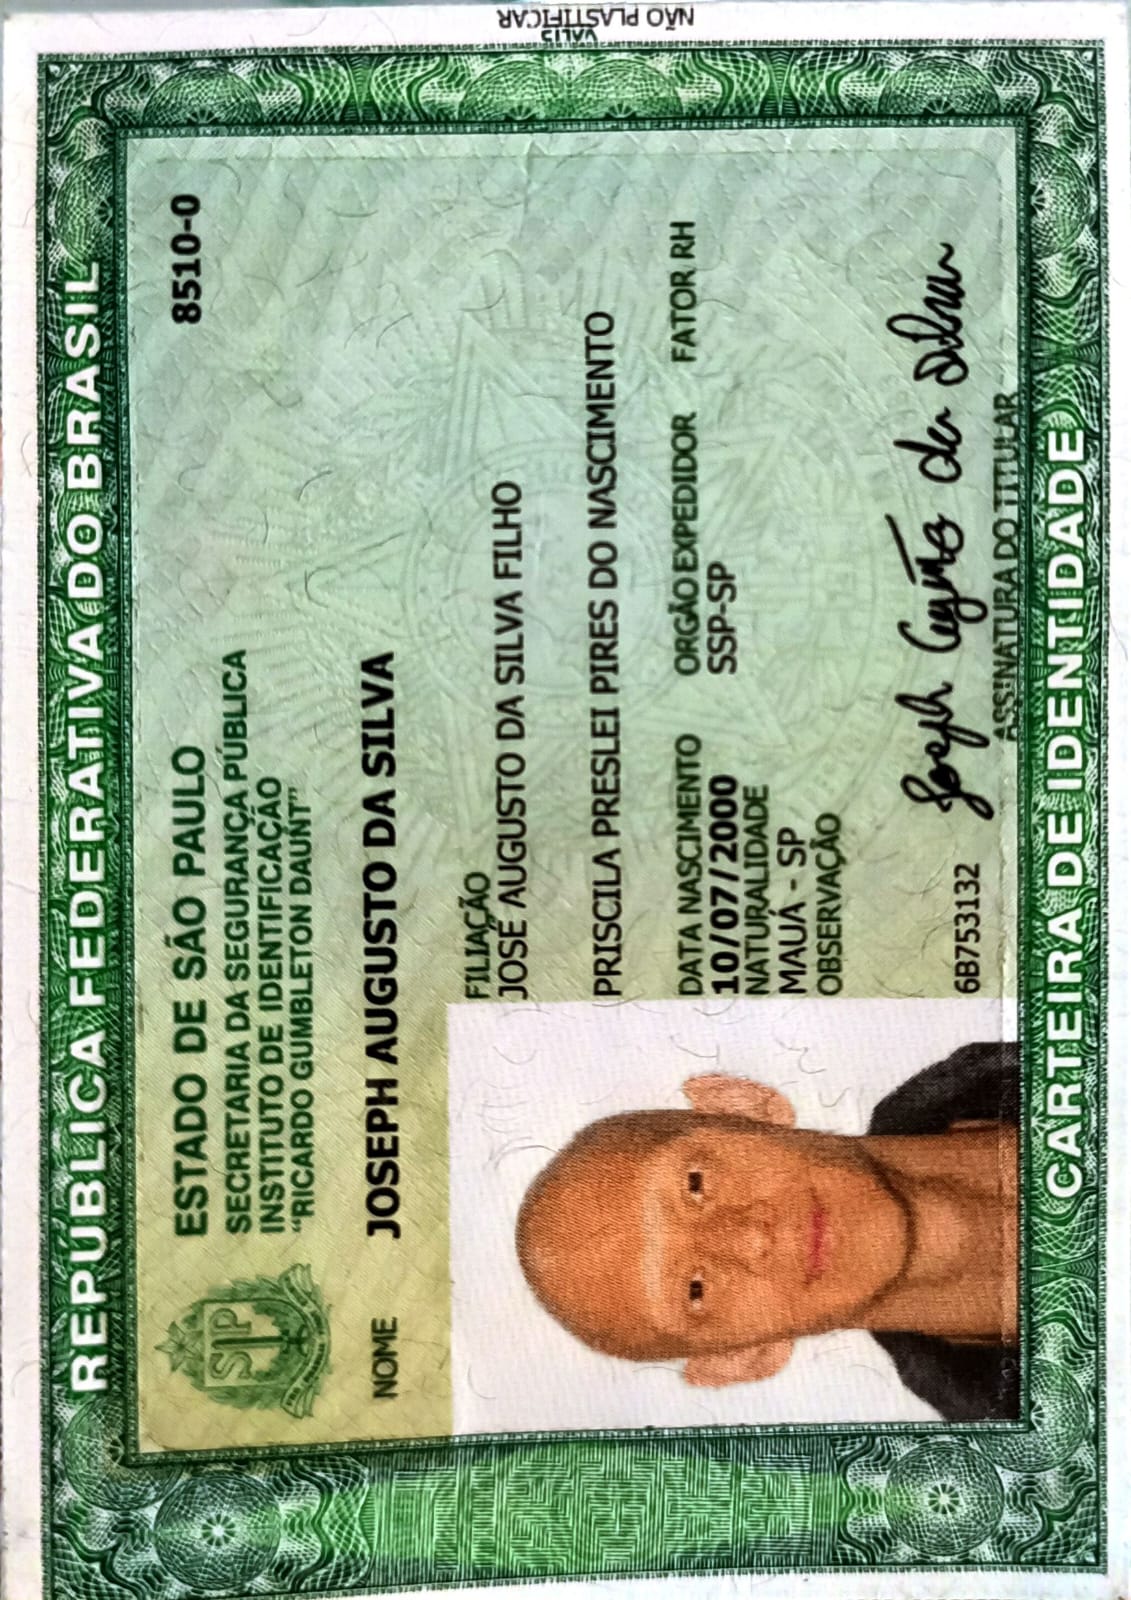 NÃO PLASTIFICAR
REPÚBLICA FEDERATIVA DO BRASIL
ESTADO DE SÃO PAULO
8510-0
SECRETARIA DA SEGURANÇA PÚBLICA
INSTITUTO DE IDENTIFICAÇÃO
"RICARDO GUMBLETON DAUNT"
SP
NOME JOSEPH AUGUSTO DA SILVA
FILIAÇÃO
JOSÉ AUGUSTO DA SILVA FILHO
PRISCILA PRESLEI PIRES DO NASCIMENTO
DATA NASCIMENTO ORGÃO EXPEDIDOR FATOR RH
10/07/2000 SSP-SP
NATURALIDADE
MAUÁ - SP
OBSERVAÇÃO
6B753132
Joseph Augusto da Silva
ASSINATURA DO TITULAR
CARTEIRA DE IDENTIDADE